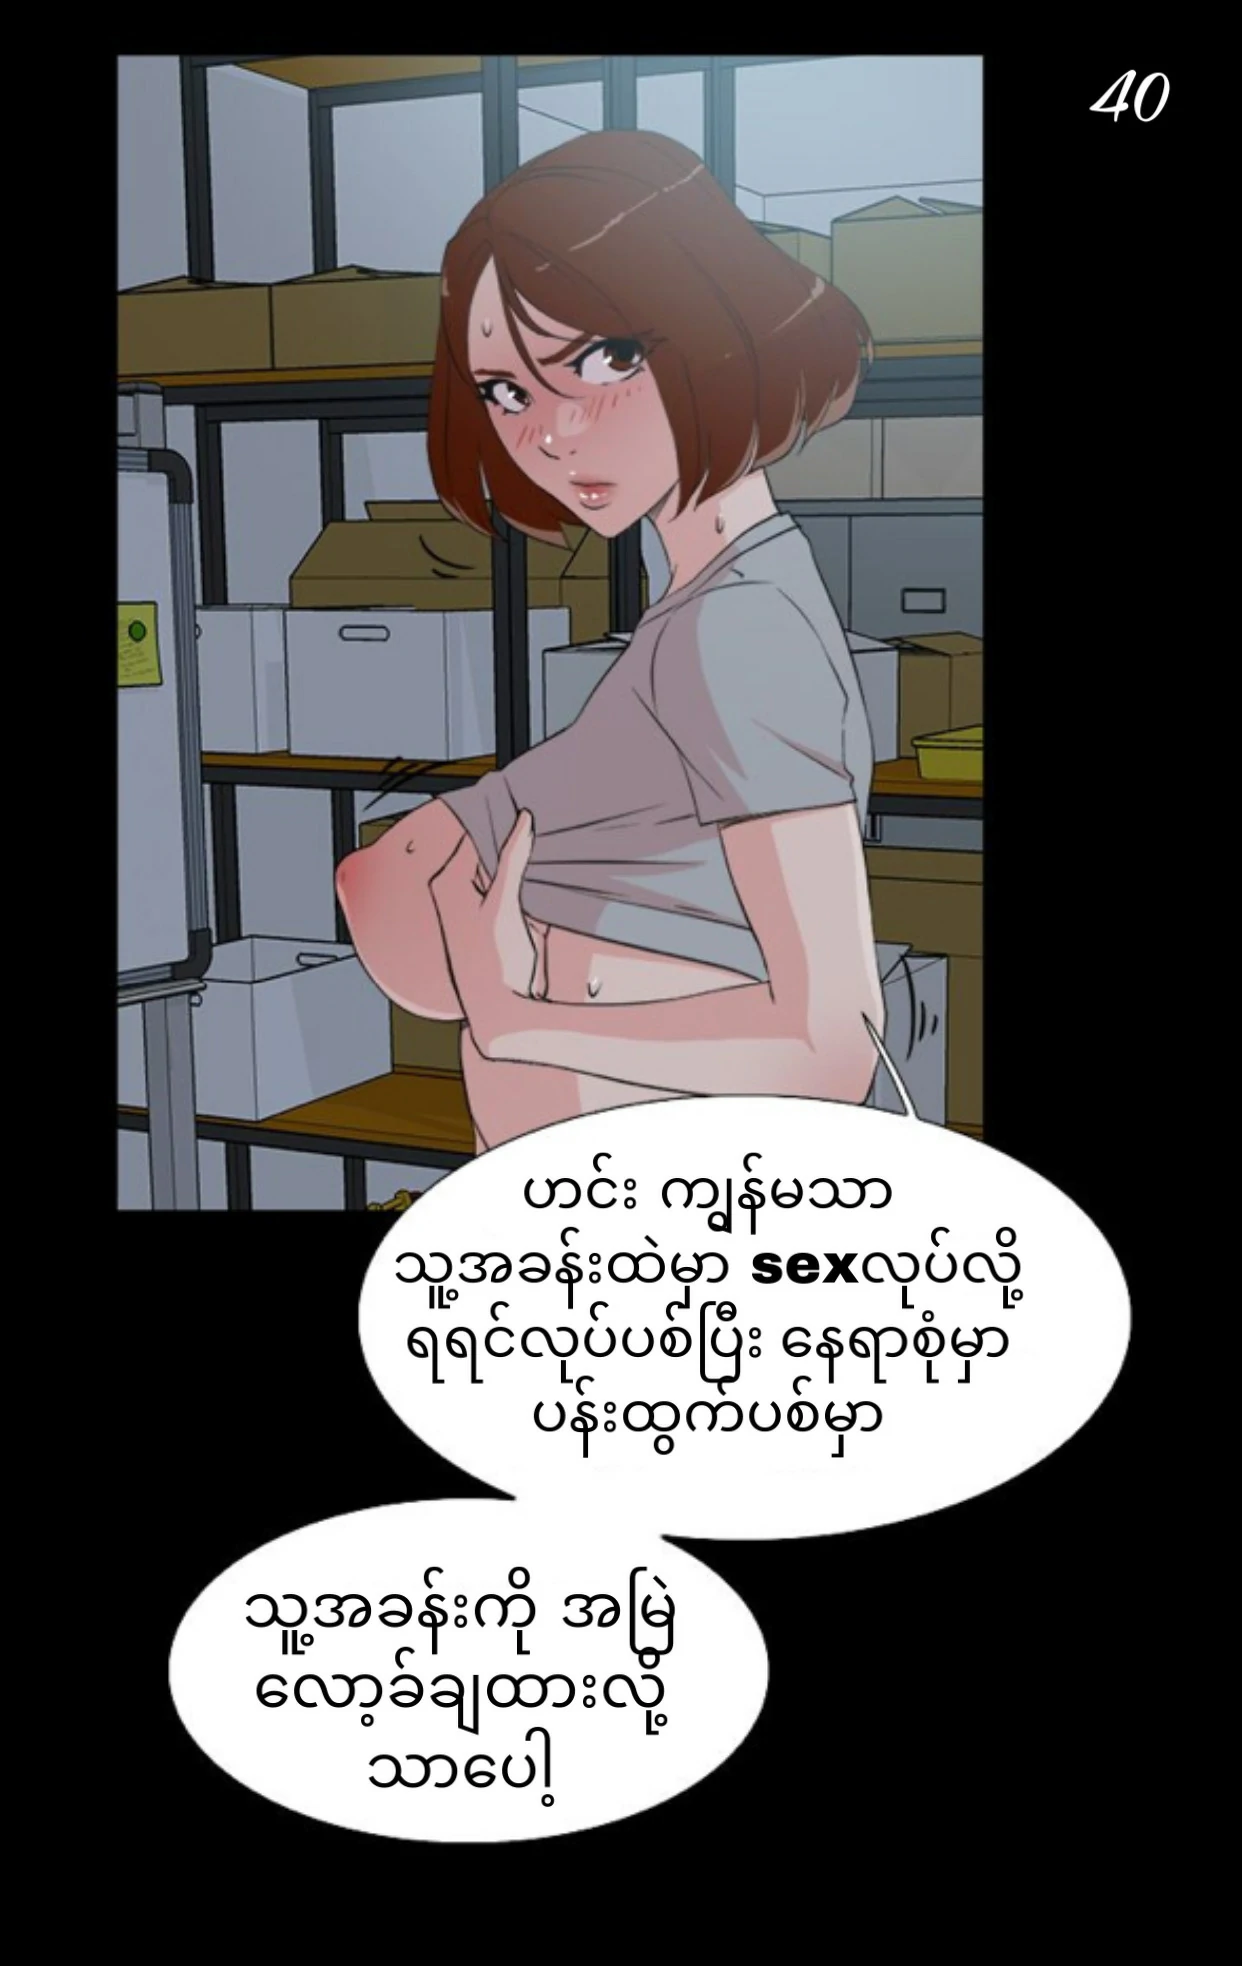 40
ဟင်း ကျွန်မသာ
သူ့အခန်းထဲမှာ sexလုပ်လို့
ရရင်လုပ်ပစ်ပြီး နေရာစုံမှာ
ပန်းထွက်ပစ်မှာ
သူ့အခန်းကို အမြဲ
လော့ခ်ချထားလို့
သာပေါ့